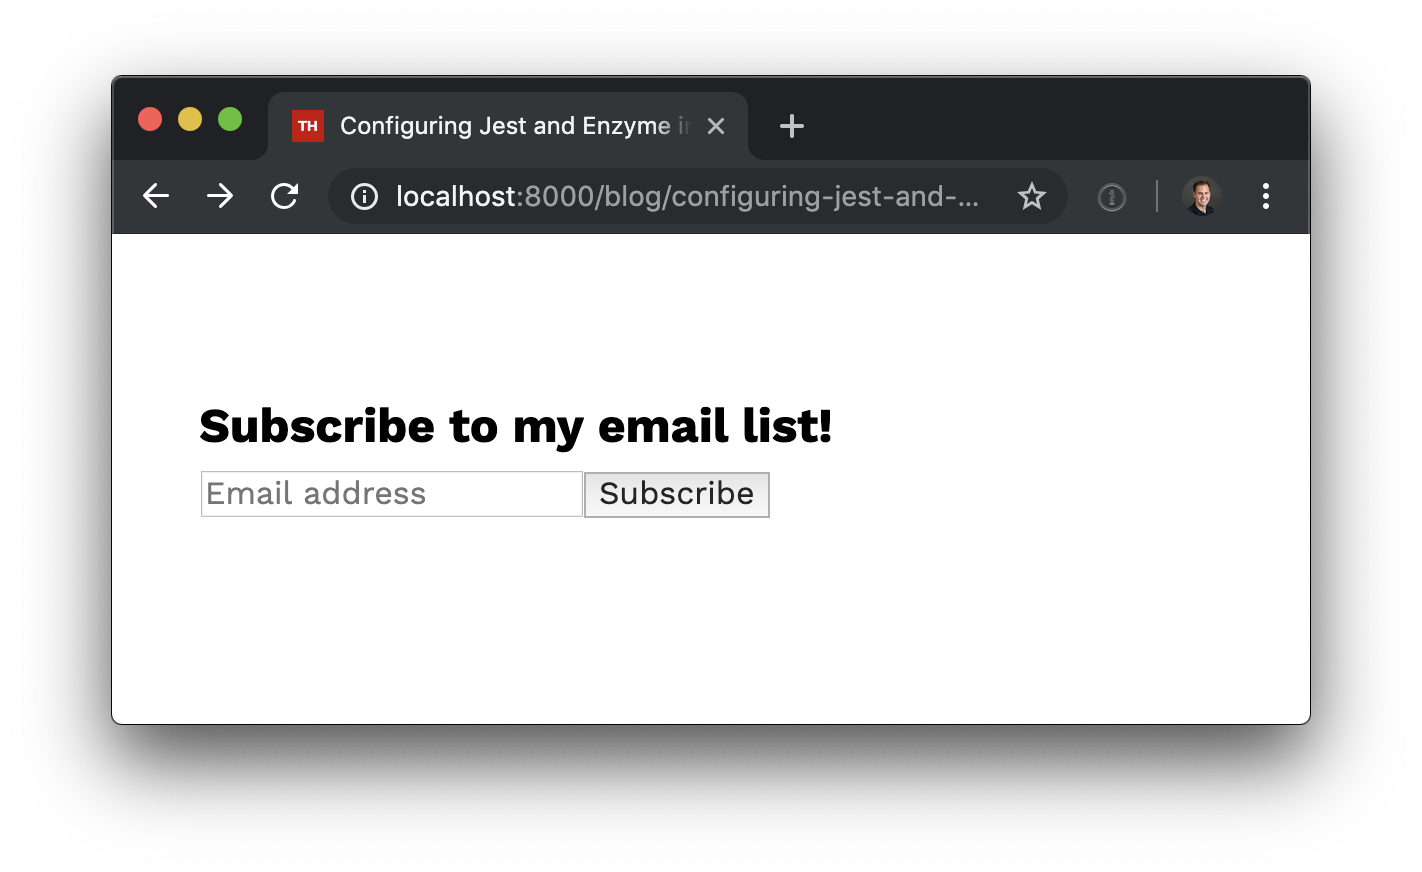 TH Configuring Jest and Enzyme i
localhost:8000/blog/configuring-jest-and-...
Subscribe to my email list!
Email address Subscribe